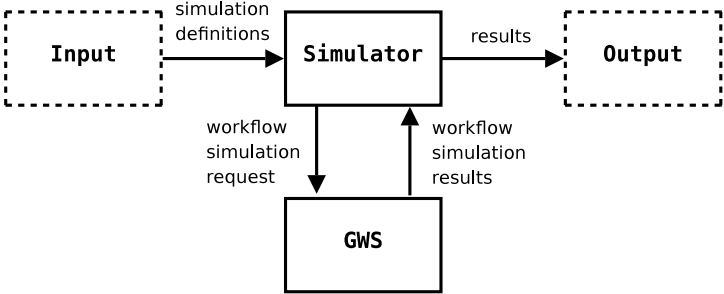 simulation
definitions
Input
Simulator
results
Output
workflow
simulation
request
workflow
simulation
results
GWS